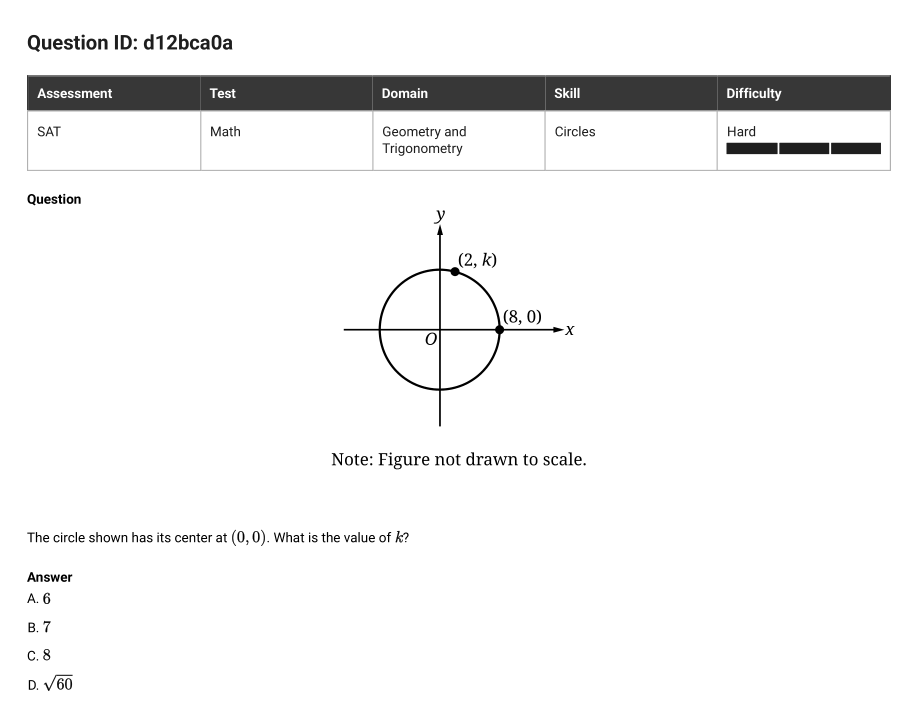 Question ID: d12bca0a
Assessment Test Domain Skill Difficulty
SAT Math Geometry and Trigonometry Circles Hard
Question
y
(2, k)
(8, 0)
x
O
Note: Figure not drawn to scale.
The circle shown has its center at (0, 0). What is the value of k?
Answer
A. 6
B. 7
C. 8
D. √60